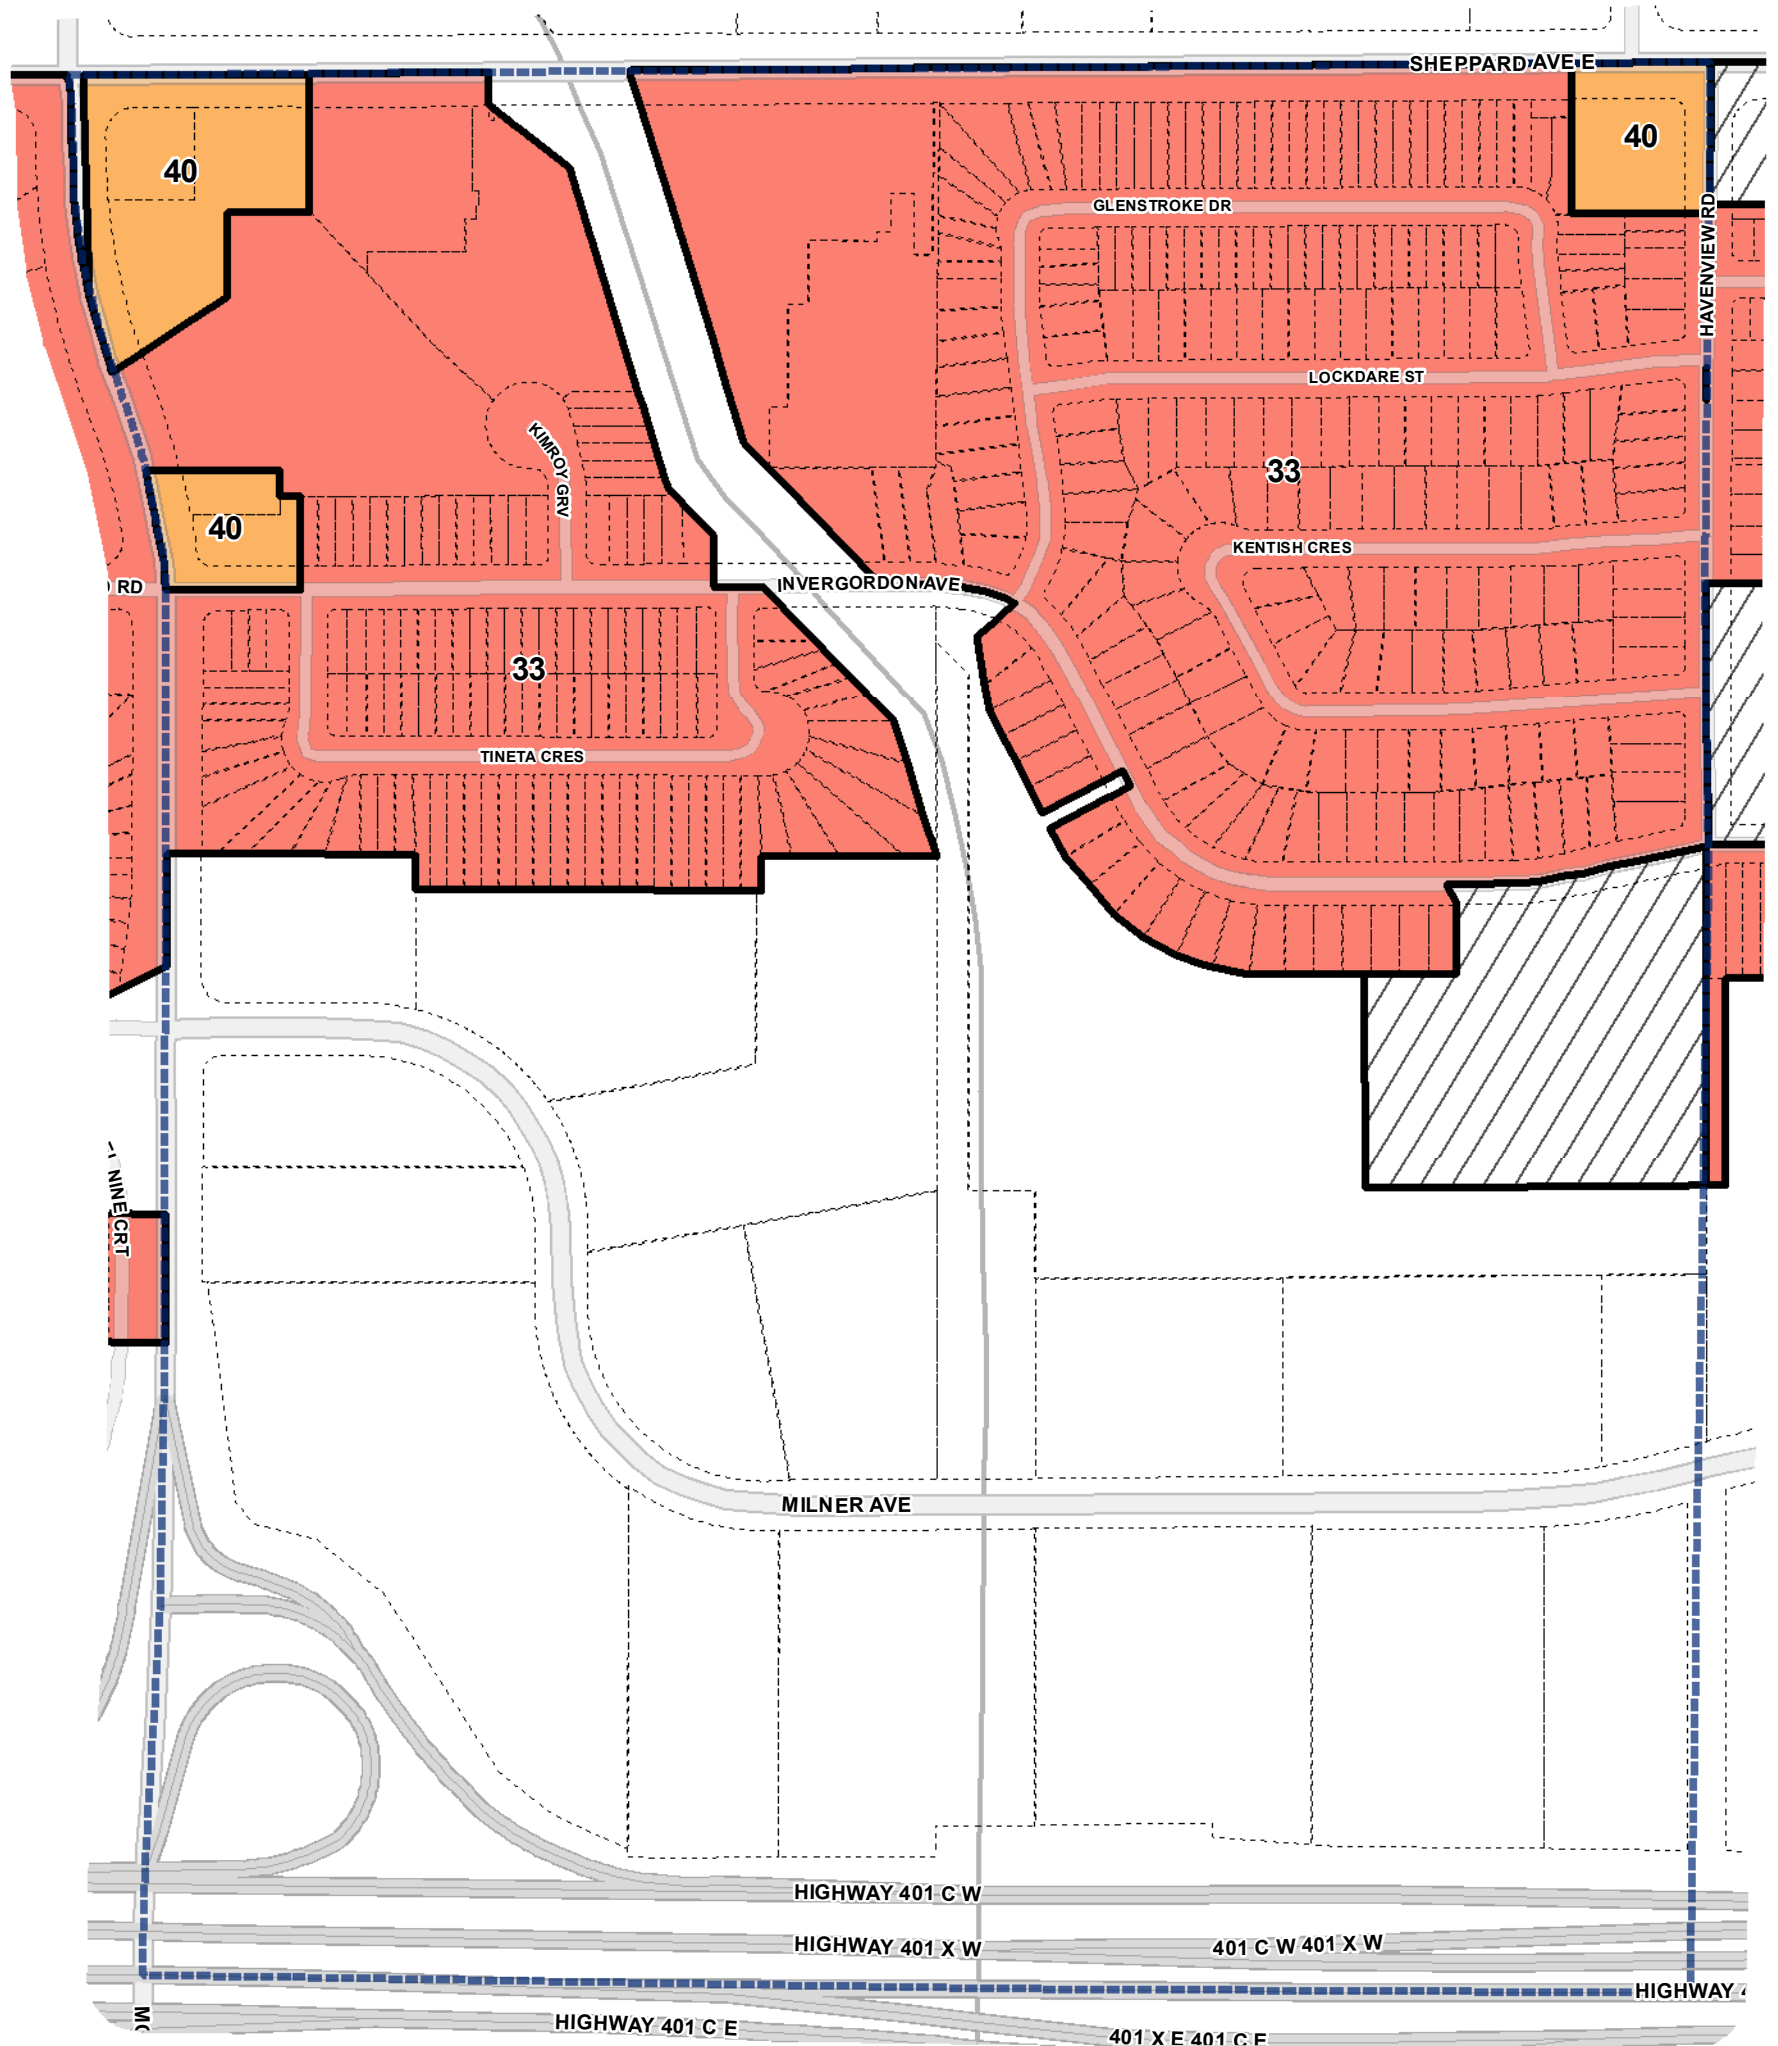 SHEPPARD AVE E
40
40
HAVENVIEW RD
GLENSTROKE DR
LOCKDARE ST
KIMROY GRV
33
40
KENTISH CRES
RD
INVERGORDON AVE
33
TINETA CRES
NINE CRT
MILNER AVE
HIGHWAY 401 C W
HIGHWAY 401 X W
401 C W 401 X W
HIGHWAY
HIGHWAY 401 C E
401 X E 401 C E